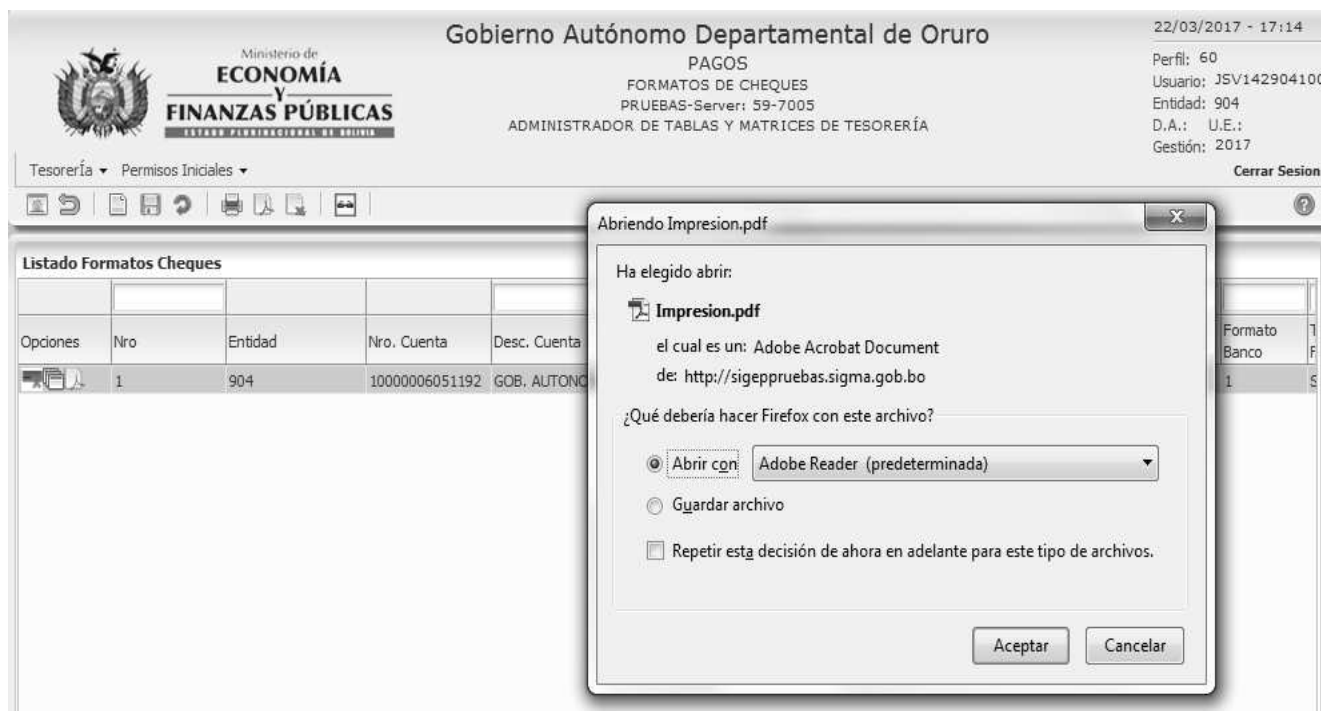 Ministerio de
ECONOMÍA
Y
FINANZAS PÚBLICAS
ESTADO PLURINACIONAL DE BOLIVIA
Gobierno Autónomo Departamental de Oruro
PAGOS
FORMATOS DE CHEQUES
PRUEBAS-Server: 59-7005
ADMINISTRADOR DE TABLAS Y MATRICES DE TESORERÍA
22/03/2017 - 17:14
Perfil: 60
Usuario: JSV142904100
Entidad: 904
D.A.: U.E.:
Gestión: 2017
Tesorería Permisos Iniciales
Cerrar Sesion
Listado Formatos Cheques
Opciones Nro Entidad Nro. Cuenta Desc. Cuenta Formato Banco
1 904 10000006051192 GOB. AUTONO 1 S
Abriendo Impresion.pdf
Ha elegido abrir:
Impresion.pdf
el cual es un: Adobe Acrobat Document
de: http://sigeppruebas.sigma.gob.bo
¿Qué debería hacer Firefox con este archivo?
Abrir con Adobe Reader (predeterminada)
Guardar archivo
Repetir esta decisión de ahora en adelante para este tipo de archivos.
Aceptar Cancelar